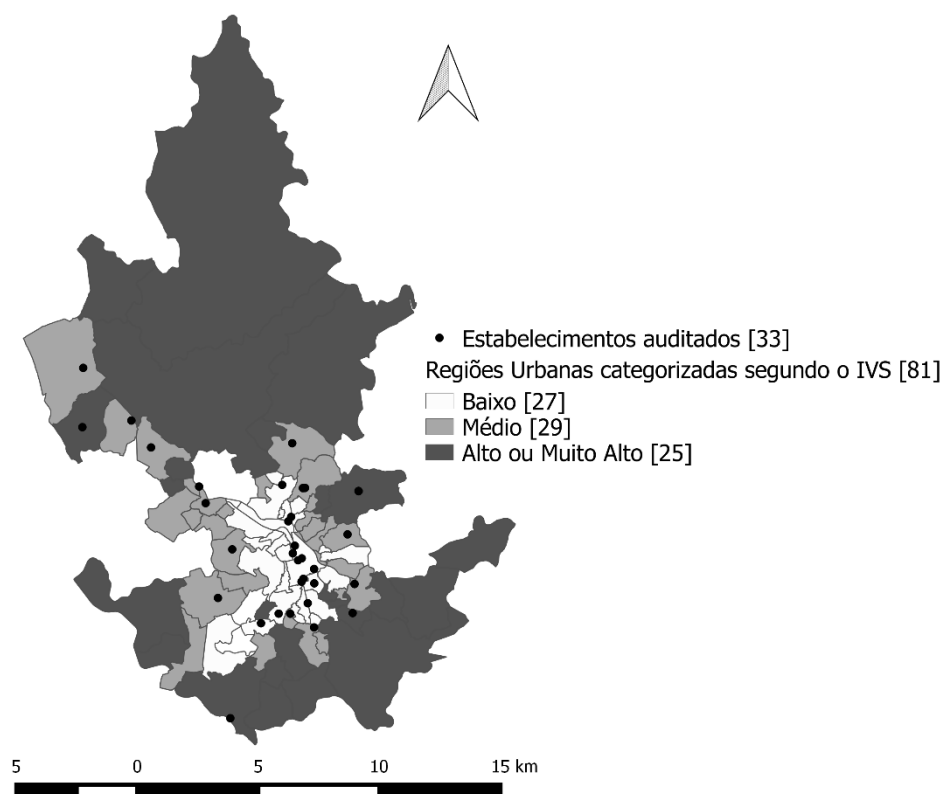 Estabelecimentos auditados [33]
Regiões Urbanas categorizadas segundo o IVS [81]
Baixo [27]
Médio [29]
Alto ou Muito Alto [25]
5 0 5 10 15 km